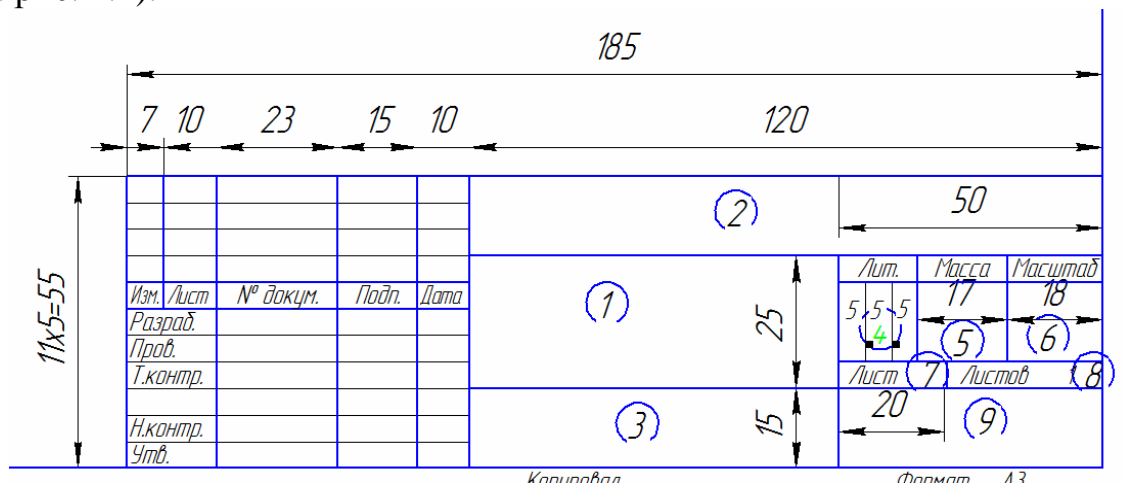 185
7 10 23 15 10 120
2 50
Лит. Масса Масштаб
11х5=55
Изм. Лист № докум. Подп. Дата 1 25 5 5 5 17 18
Разраб. 4 5 6
Пров.
Т.контр. Лист 7 Листов 1 8
3 15 20 9
Н.контр.
Утв.
Копировал Формат А3